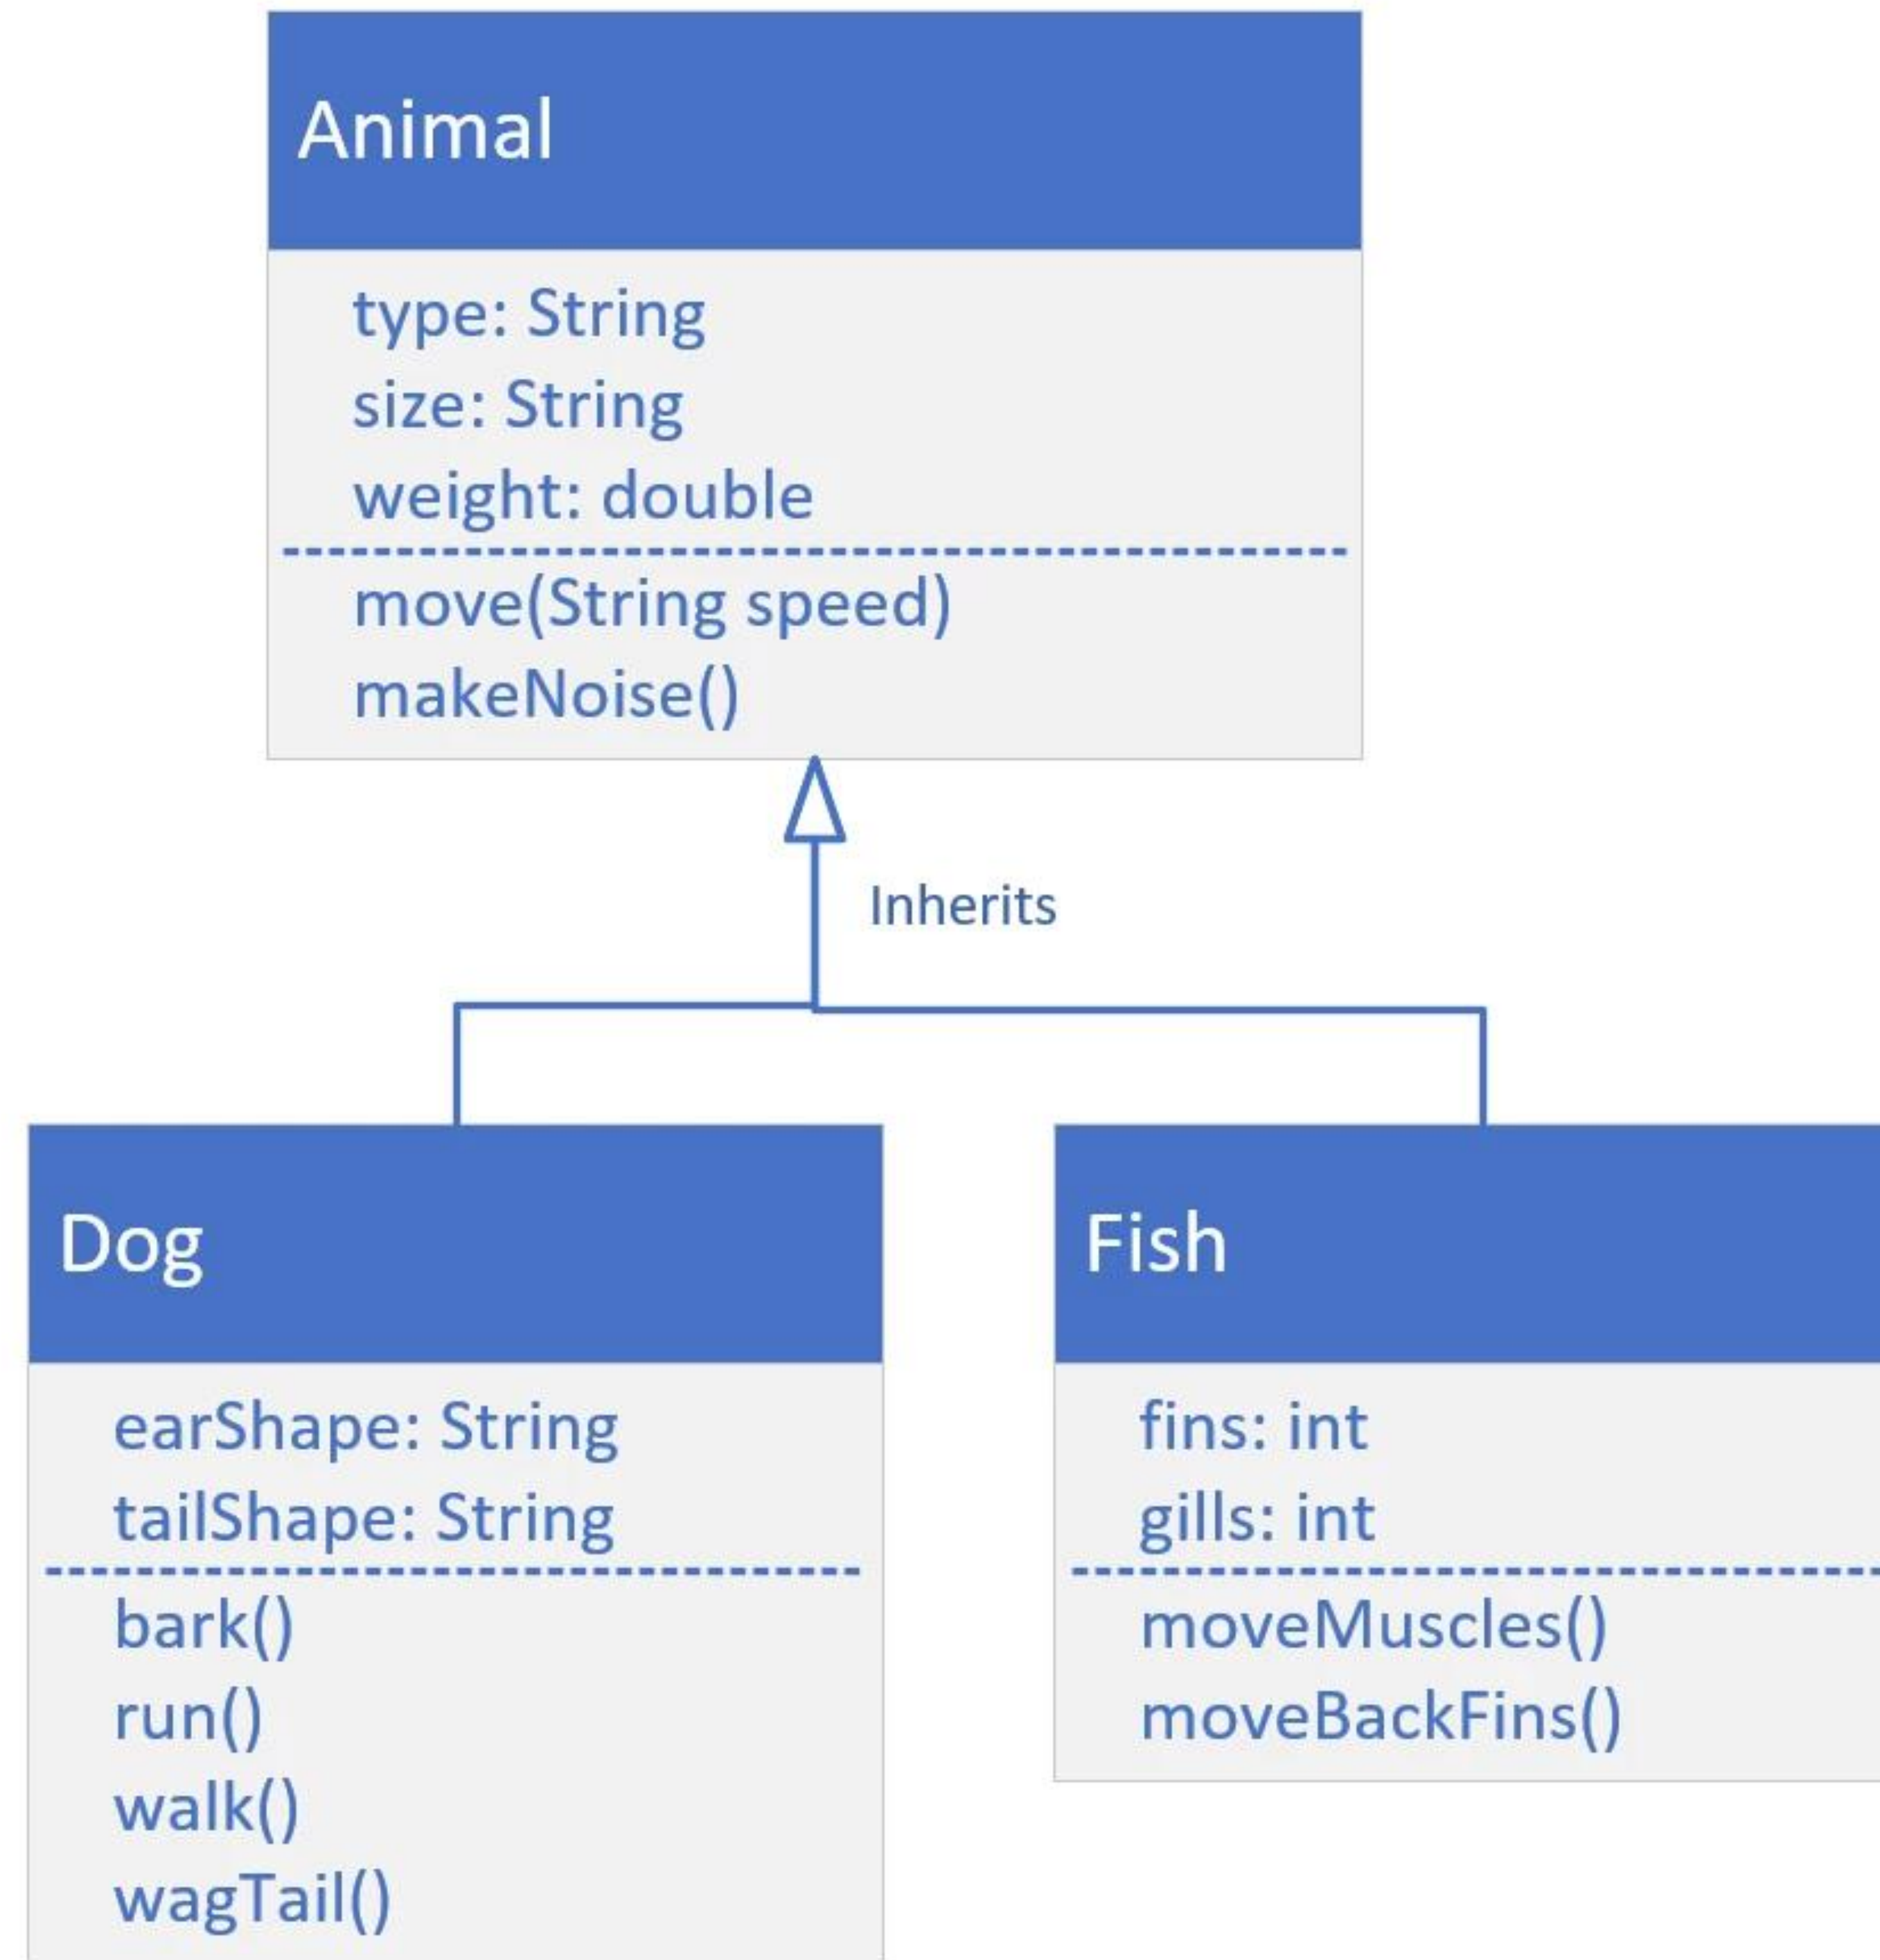 Animal
type: String
size: String
weight: double
move(String speed)
makeNoise()
Inherits
Dog
earShape: String
tailShape: String
bark()
run()
walk()
wagTail()
Fish
fins: int
gills: int
moveMuscles()
moveBackFins()